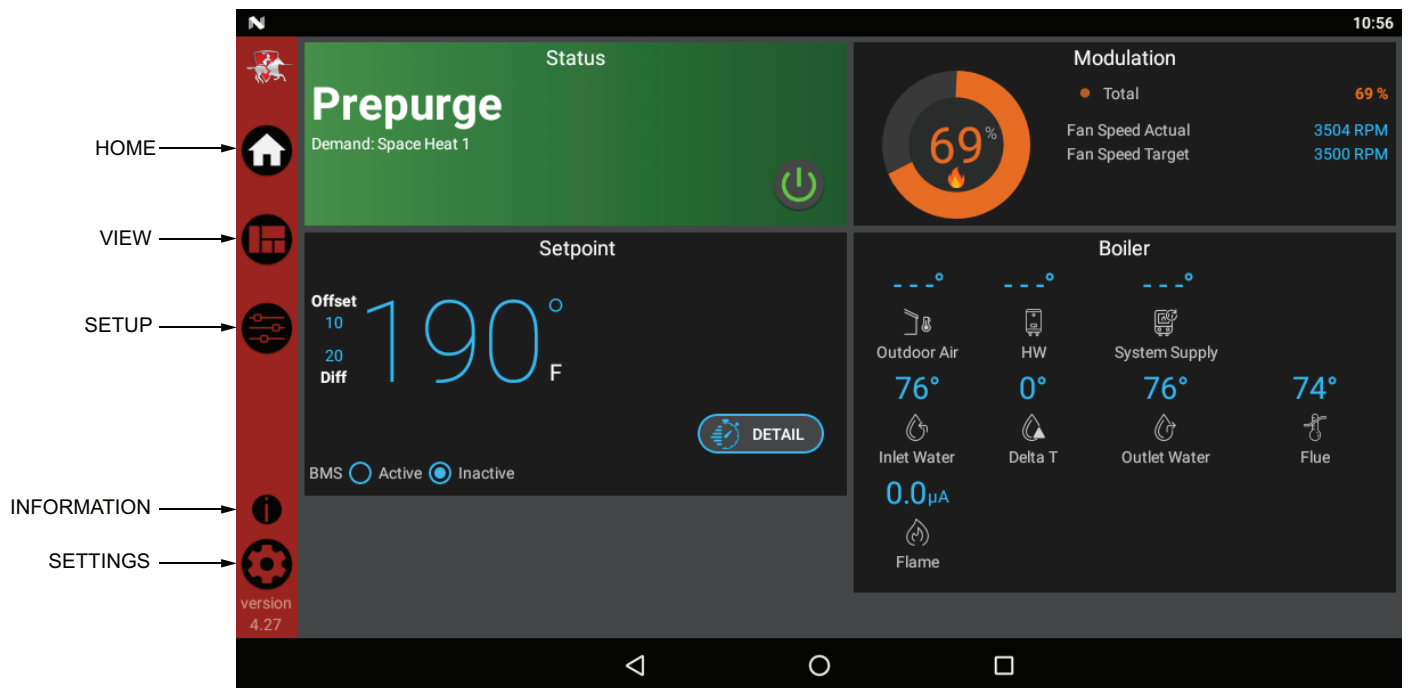 10:56
HOME
VIEW
SETUP
INFORMATION
SETTINGS
version
4.27
Status
Prepurge
Demand: Space Heat 1
Modulation
69%
Total 69 %
Fan Speed Actual 3504 RPM
Fan Speed Target 3500 RPM
Setpoint
Offset
10
20
Diff
190° F
DETAIL
BMS Active Inactive
Boiler
- - -° - - -° - - -°
Outdoor Air HW System Supply
76° 0° 76° 74°
Inlet Water Delta T Outlet Water Flue
0.0µA
Flame